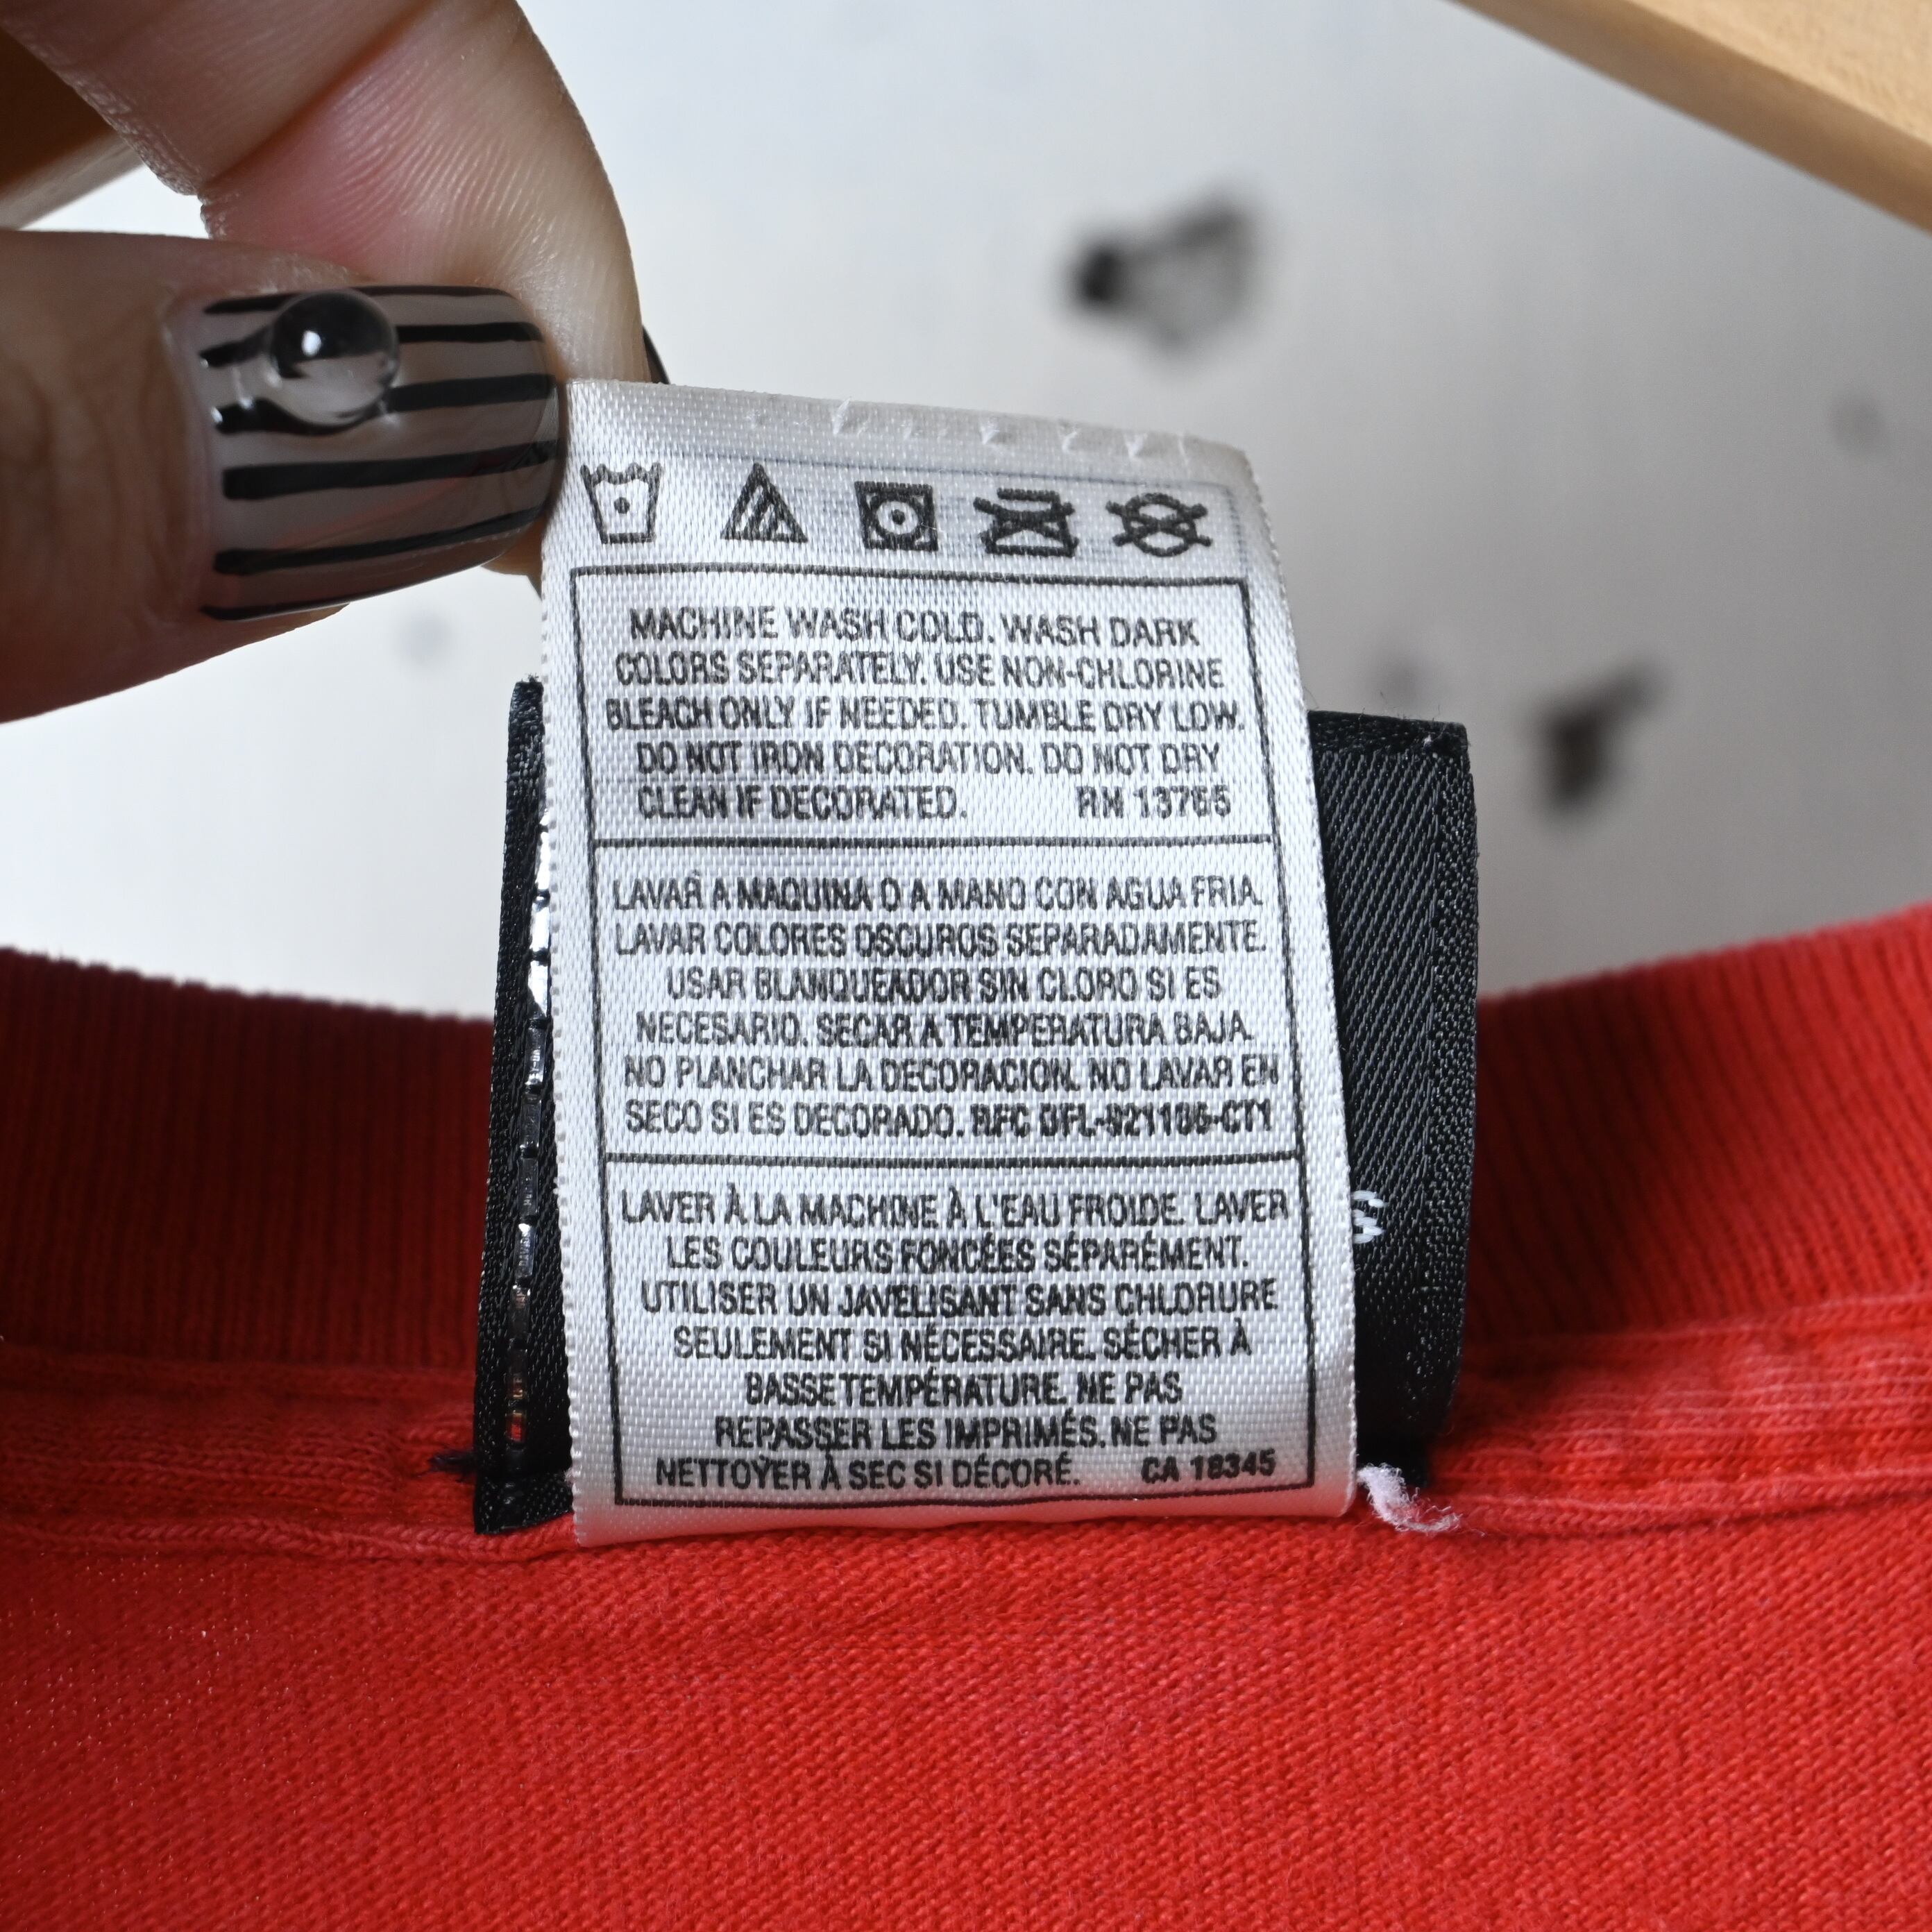 MACHINE WASH COLD. WASH DARK
COLORS SEPARATELY. USE NON-CHLORINE
BLEACH ONLY IF NEEDED. TUMBLE DRY LOW.
DO NOT IRON DECORATION. DO NOT DRY
CLEAN IF DECORATED. RN 13765
LAVAR A MAQUINA O A MANO CON AGUA FRIA.
LAVAR COLORES OSCUROS SEPARADAMENTE.
USAR BLANQUEADOR SIN CLORO SI ES
NECESARIO. SECAR A TEMPERATURA BAJA.
NO PLANCHAR LA DECORACION. NO LAVAR EN
SECO SI ES DECORADO. RFC
LAVER À LA MACHINE À L'EAU FROIDE. LAVER
LES COULEURS FONCÉES SÉPARÉMENT.
UTILISER UN JAVELISANT SANS CHLORURE
SEULEMENT SI NÉCESSAIRE. SÉCHER À
BASSE TEMPÉRATURE. NE PAS
REPASSER LES IMPRIMÉS. NE PAS
NETTOYER À SEC SI DÉCORÉ. CA 18345